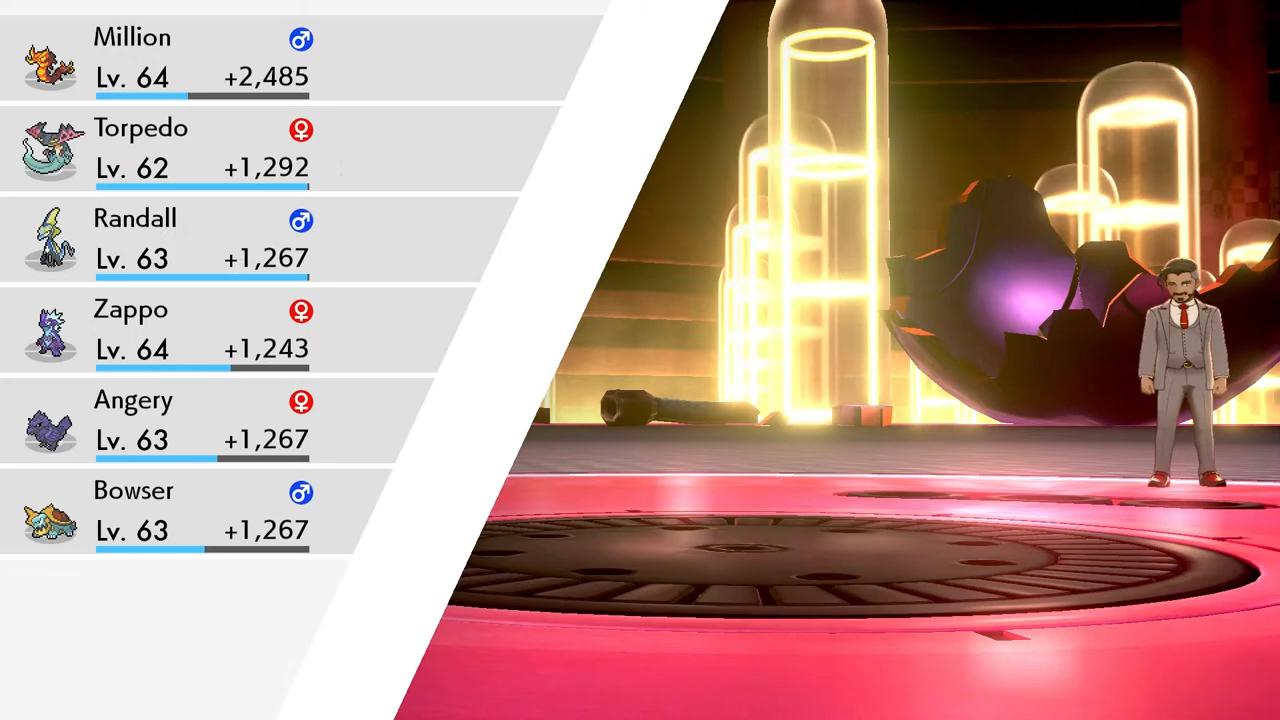 Million ♂
Lv. 64 +2,485
Torpedo ♀
Lv. 62 +1,292
Randall ♂
Lv. 63 +1,267
Zappo ♀
Lv. 64 +1,243
Angery ♀
Lv. 63 +1,267
Bowser ♂
Lv. 63 +1,267